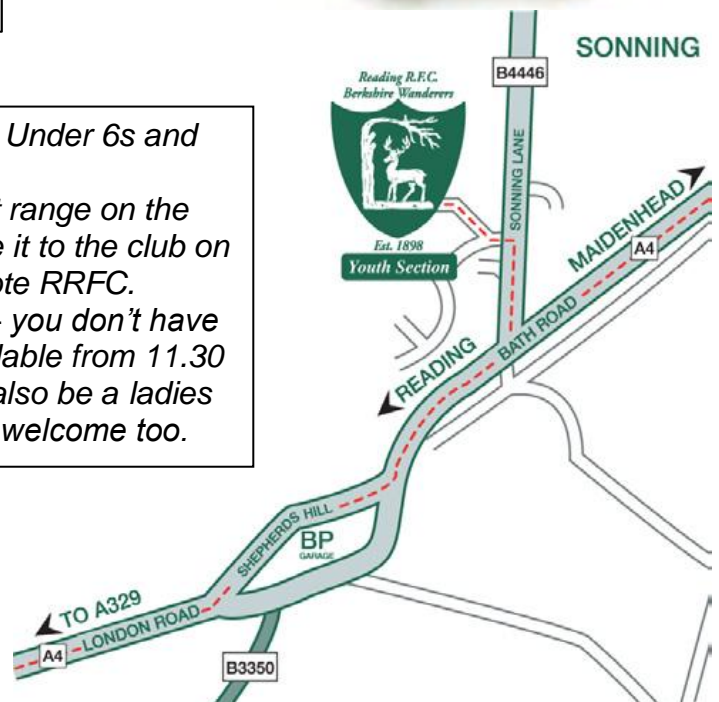 Under 6s and
t range on the
e it to the club on
ote RRFC.
- you don't have
lable from 11.30
also be a ladies
welcome too.
SONNING
B4446
Reading R.F.C.
Berkshire Wanderers
Est. 1898
Youth Section
SONNING LANE
MAIDENHEAD
A4
BATH ROAD
READING
SHEPHERDS HILL
BP
GARAGE
TO A329
LONDON ROAD
A4
B3350